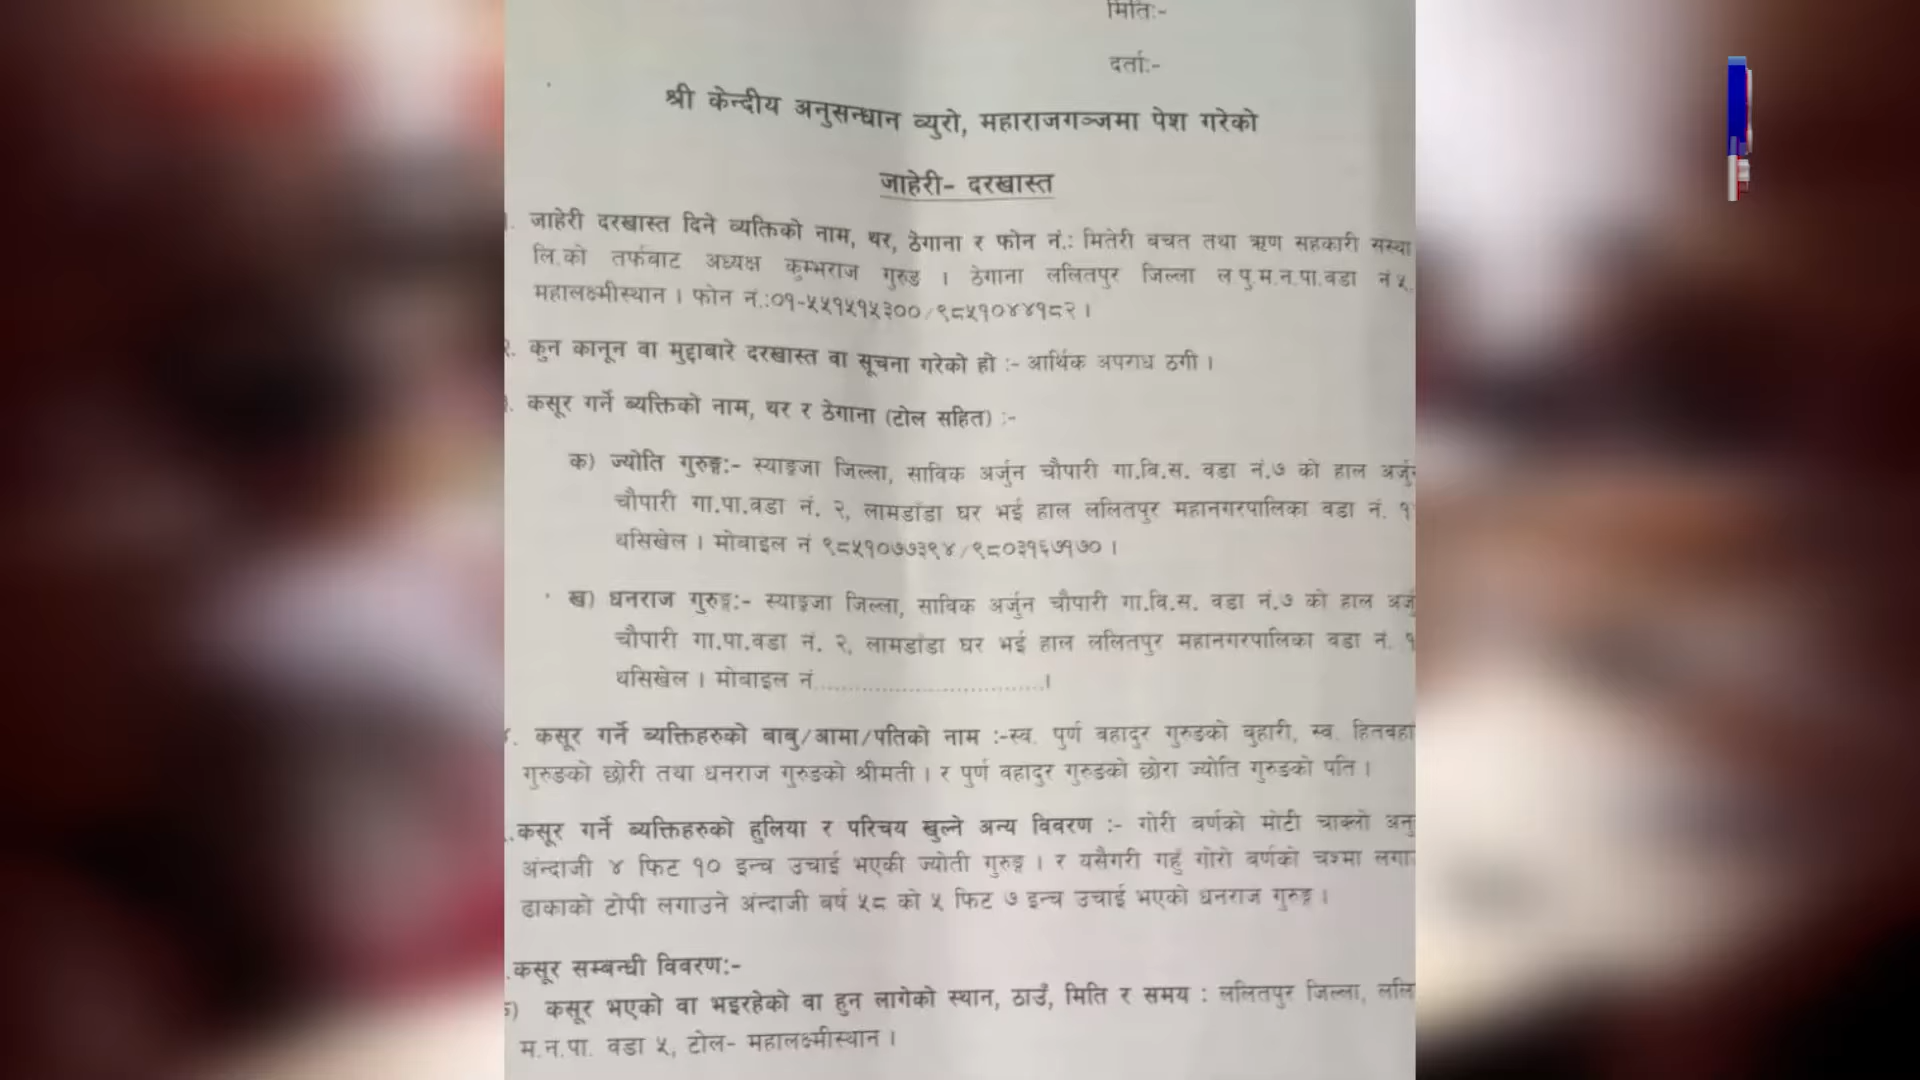 मिति:-
दर्ता:-
श्री केन्दीय अनुसन्धान ब्युरो, महाराजगञ्जमा पेश गरेको
जाहेरी- दरखास्त
जाहेरी दरखास्त दिने व्यक्तिको नाम, थर, ठेगाना र फोन नं.: मितेरी बचत तथा ऋण सहकारी सस्था
लि.को तर्फबाट अध्यक्ष कुम्भराज गुरुङ । ठेगाना ललितपुर जिल्ला ल.पु.म.न.पा.वडा नं ५,
महालक्ष्मीस्थान । फोन नं.:०१-५५१५१५३००/९८५१०४४१८२ ।
२. कुन कानून वा मुद्दाबारे दरखास्त वा सूचना गरेको हो :- आर्थिक अपराध ठगी ।
कसूर गर्ने ब्यक्तिको नाम, थर र ठेगाना (टोल सहित) :-
क) ज्योति गुरुङ्ग:- स्याङ्जा जिल्ला, साविक अर्जुन चौपारी गा.वि.स. वडा नं.७ को हाल
चौपारी गा.पा.वडा नं. २, लामडाँडा घर भई हाल ललितपुर महानगरपालिका वडा नं.
थसिखेल । मोबाइल नं ९८५१०७७३९४/९८०३१६७१७० ।
ख) धनराज गुरुङ्ग:- स्याङ्जा जिल्ला, साविक अर्जुन चौपारी गा.वि.स. वडा नं.७ को हाल
चौपारी गा.पा.वडा नं. २, लामडाँडा घर भई हाल ललितपुर महानगरपालिका वडा नं.
थसिखेल । मोबाइल नं..............................।
कसूर गर्ने ब्यक्तिहरुको बाबु/आमा/पतिको नाम :-स्व. पुर्ण वहादुर गुरुङको बुहारी, स्व.
गुरुङको छोरी तथा धनराज गुरुङको श्रीमती । र पुर्ण वहादुर गुरुङको छोरा ज्योति गुरुङको पति ।
कसूर गर्ने ब्यक्तिहरुको हुलिया र परिचय खुल्ने अन्य विवरण :- गोरी वर्णको मोटी चाक्लो
अंन्दाजी ४ फिट १० इन्च उचाई भएकी ज्योती गुरुङ्ग । र यसैगरी गहुँ गोरो वर्णको चश्मा
ढाकाको टोपी लगाउने अंन्दाजी बर्ष ५८ को ५ फिट ७ इन्च उचाई भएको धनराज गुरुङ्ग ।
कसूर सम्बन्धी विवरण:-
कसूर भएको वा भइरहेको वा हुन लागेको स्थान, ठाउँ, मिति र समय : ललितपुर जिल्ला,
म.न.पा. वडा ५, टोल- महालक्ष्मीस्थान ।